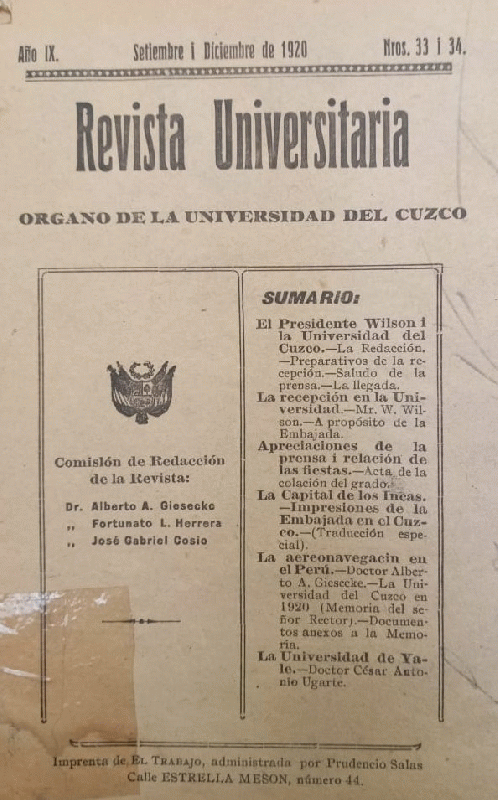 Año IX.
Setiembre i Diciembre de 1920
Nros. 33 i 34.
Revista Universitaria
ORGANO DE LA UNIVERSIDAD DEL CUZCO
Comisión de Redacción
de la Revista:
Dr. Alberto A. Giesecke
„ Fortunato L. Herrera
„ José Gabriel Cosio
SUMARIO:
El Presidente Wilson i
la Universidad del
Cuzco.—La Redacción.
—Preparativos de la re-
cepción.—Saludo de la
prensa.—La llegada.
La recepción en la Uni-
versidad.—Mr. W. Wil-
son.—A propósito de la
Embajada.
Apreciaciones de la
prensa i relación de
las fiestas.—Acta de la
colación del grado.
La Capital de los Incas.
—Impresiones de la
Embajada en el Cuz-
co.—(Traducción espe-
cial).
La aereonavegacin en
el Perú.—Doctor Alber-
to A. Giesecke.—La Uni-
versidad del Cuzco en
1920 (Memoria del se-
ñor Rector).—Documen-
tos anexos a la Memo-
ria.
La Universidad de Ya-
le.—Doctor César Anto-
nio Ugarte.
Imprenta de EL TRABAJO, administrada por Prudencio Salas
Calle ESTRELLA MESON, número 44.